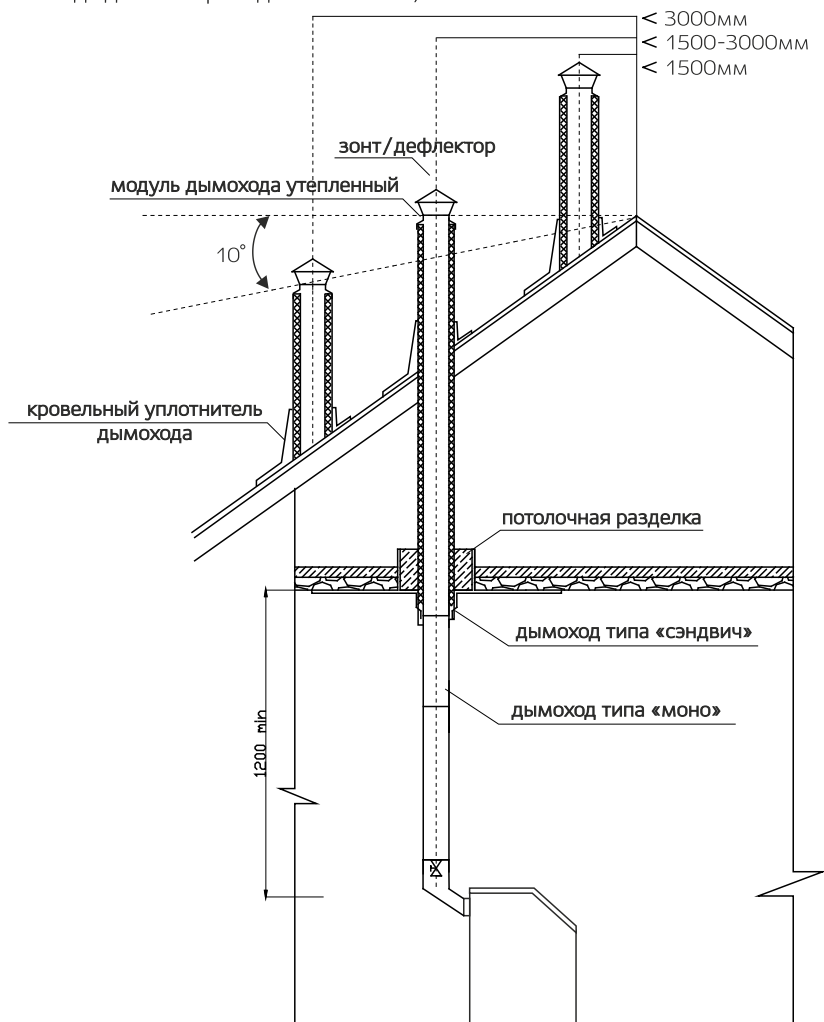 < 3000мм
< 1500-3000мм
< 1500мм
зонт/дефлектор
модуль дымохода утепленный
10°
кровельный уплотнитель
дымохода
потолочная разделка
дымоход типа «сэндвич»
дымоход типа «моно»
1200 min